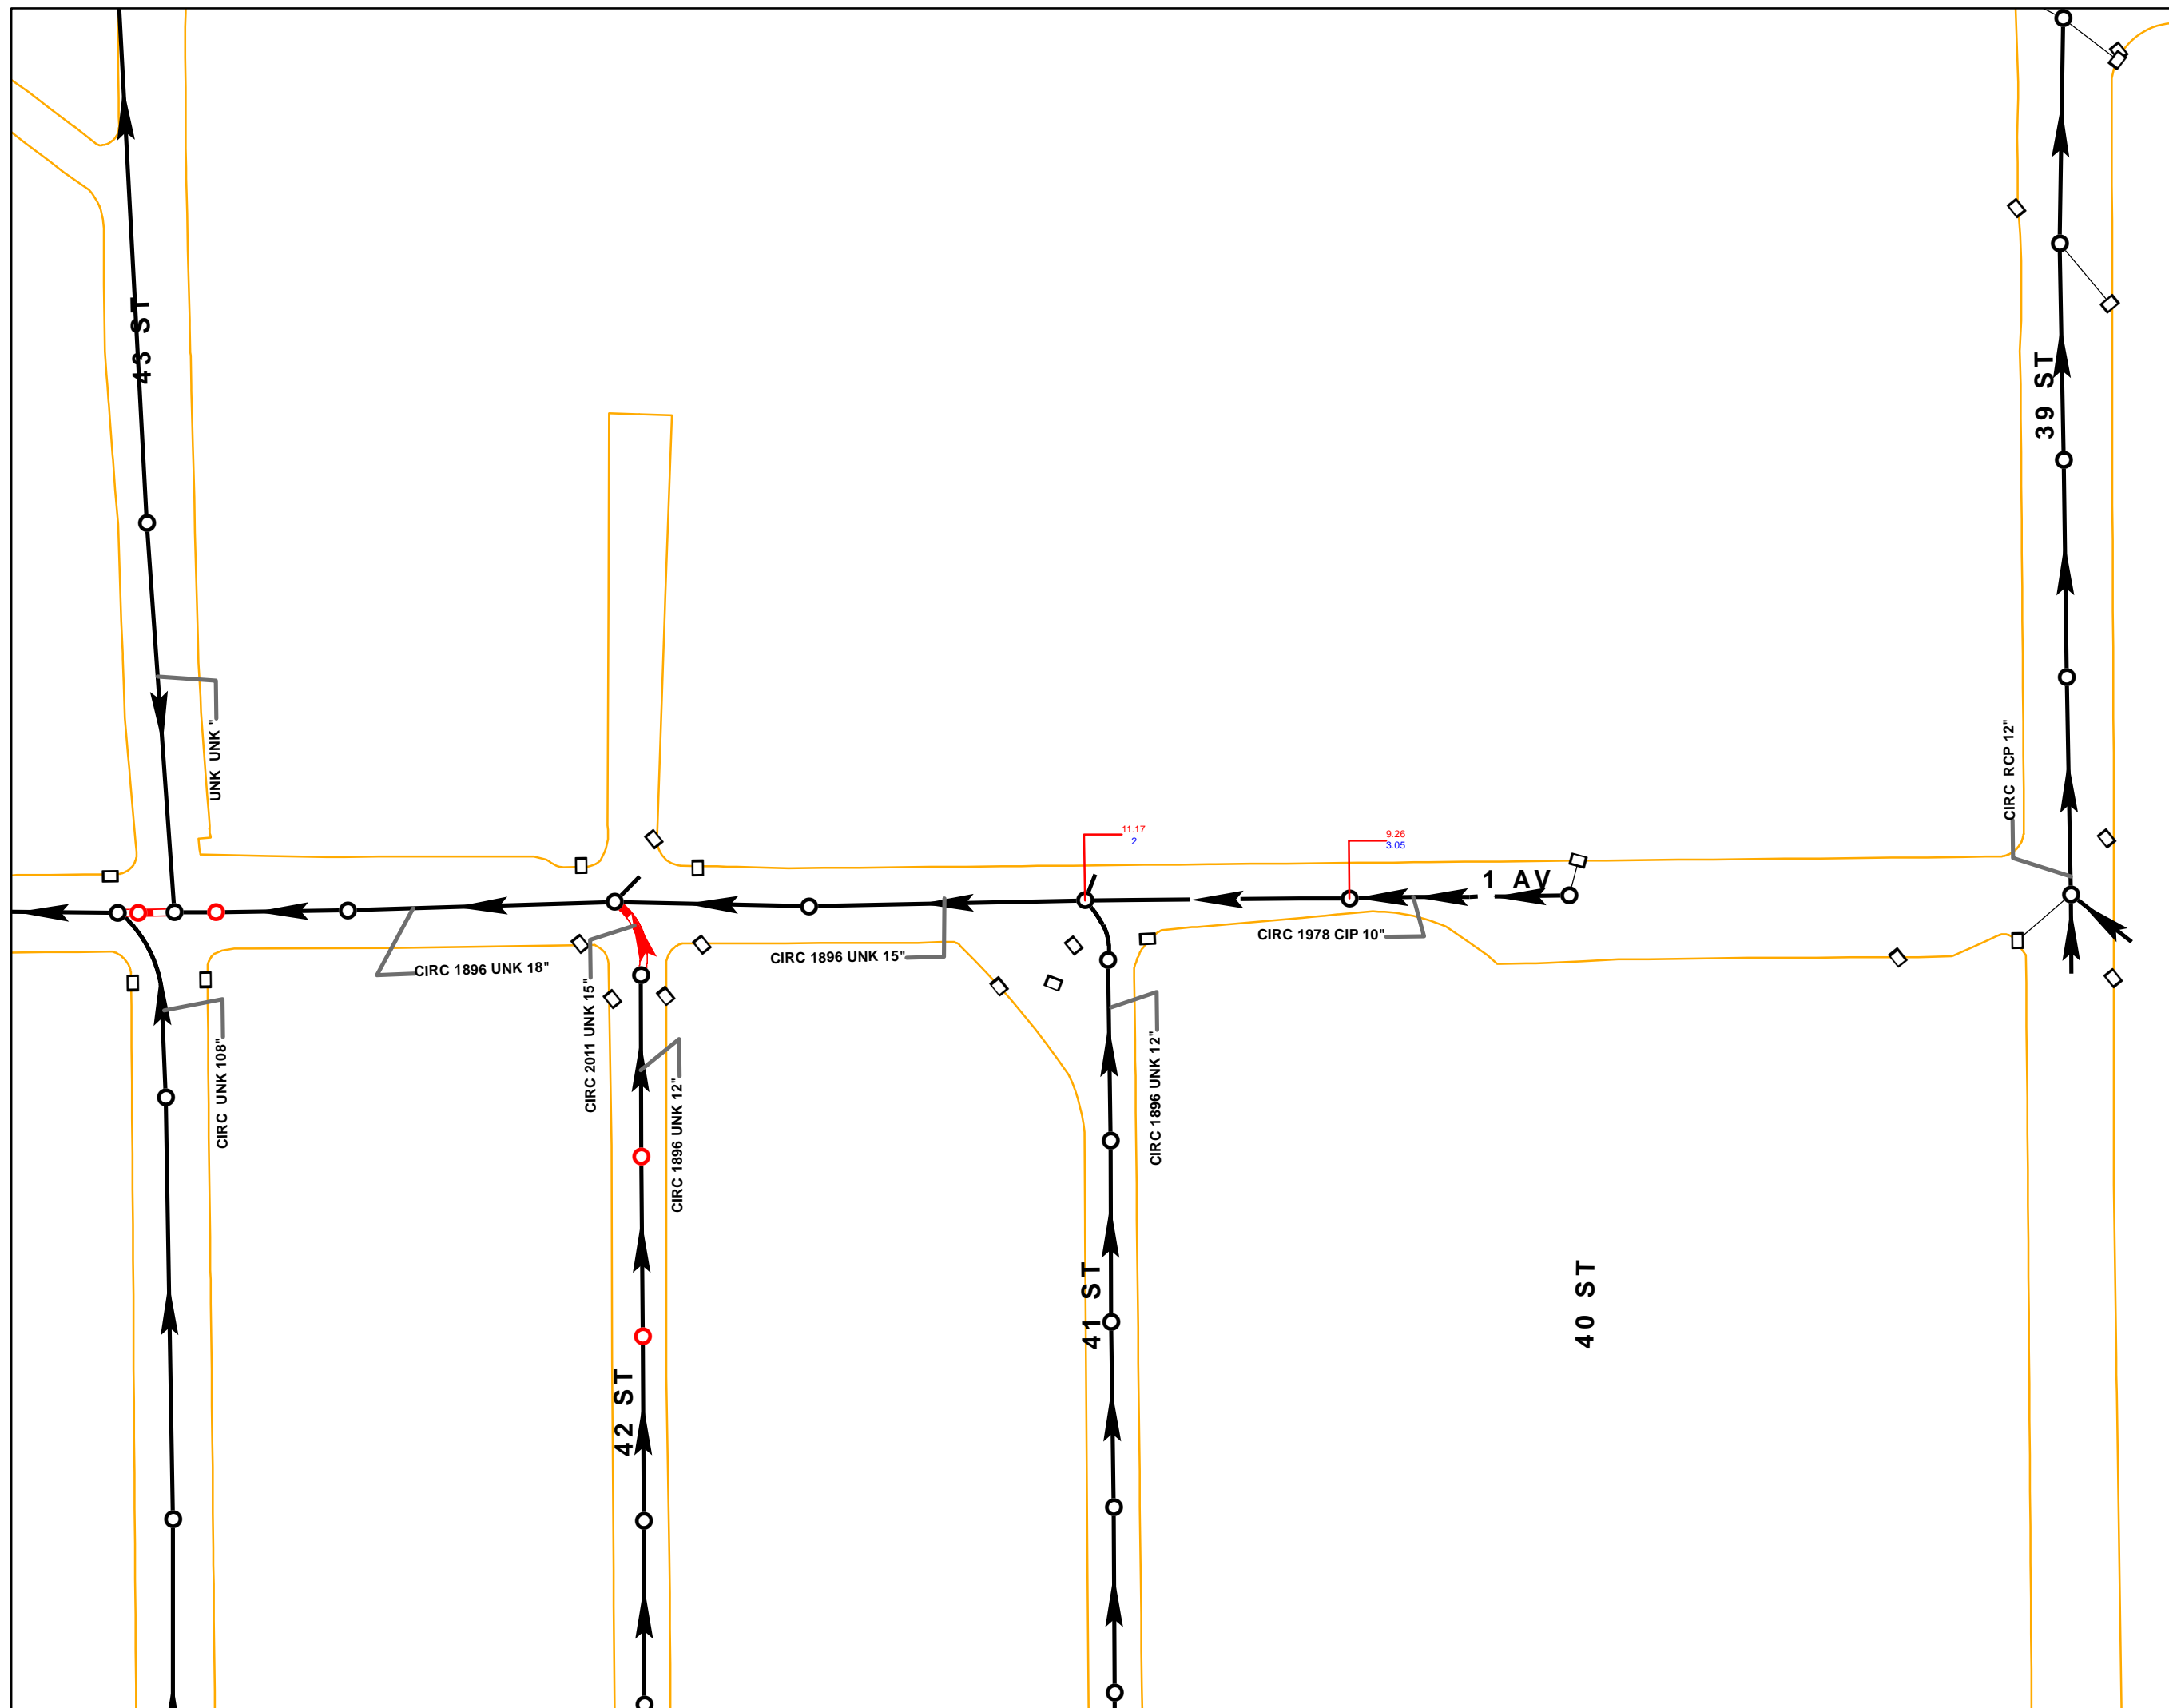 43 ST
39 ST
UNK UNK "
CIRC RCP 12"
11.17
2
9.26
3.05
1 AV
CIRC 1978 CIP 10"
CIRC 1896 UNK 15"
CIRC 1896 UNK 18"
CIRC 2011 UNK 15"
CIRC UNK 108"
CIRC 1896 UNK 12"
CIRC 1896 UNK 12"
41 ST
40 ST
42 ST